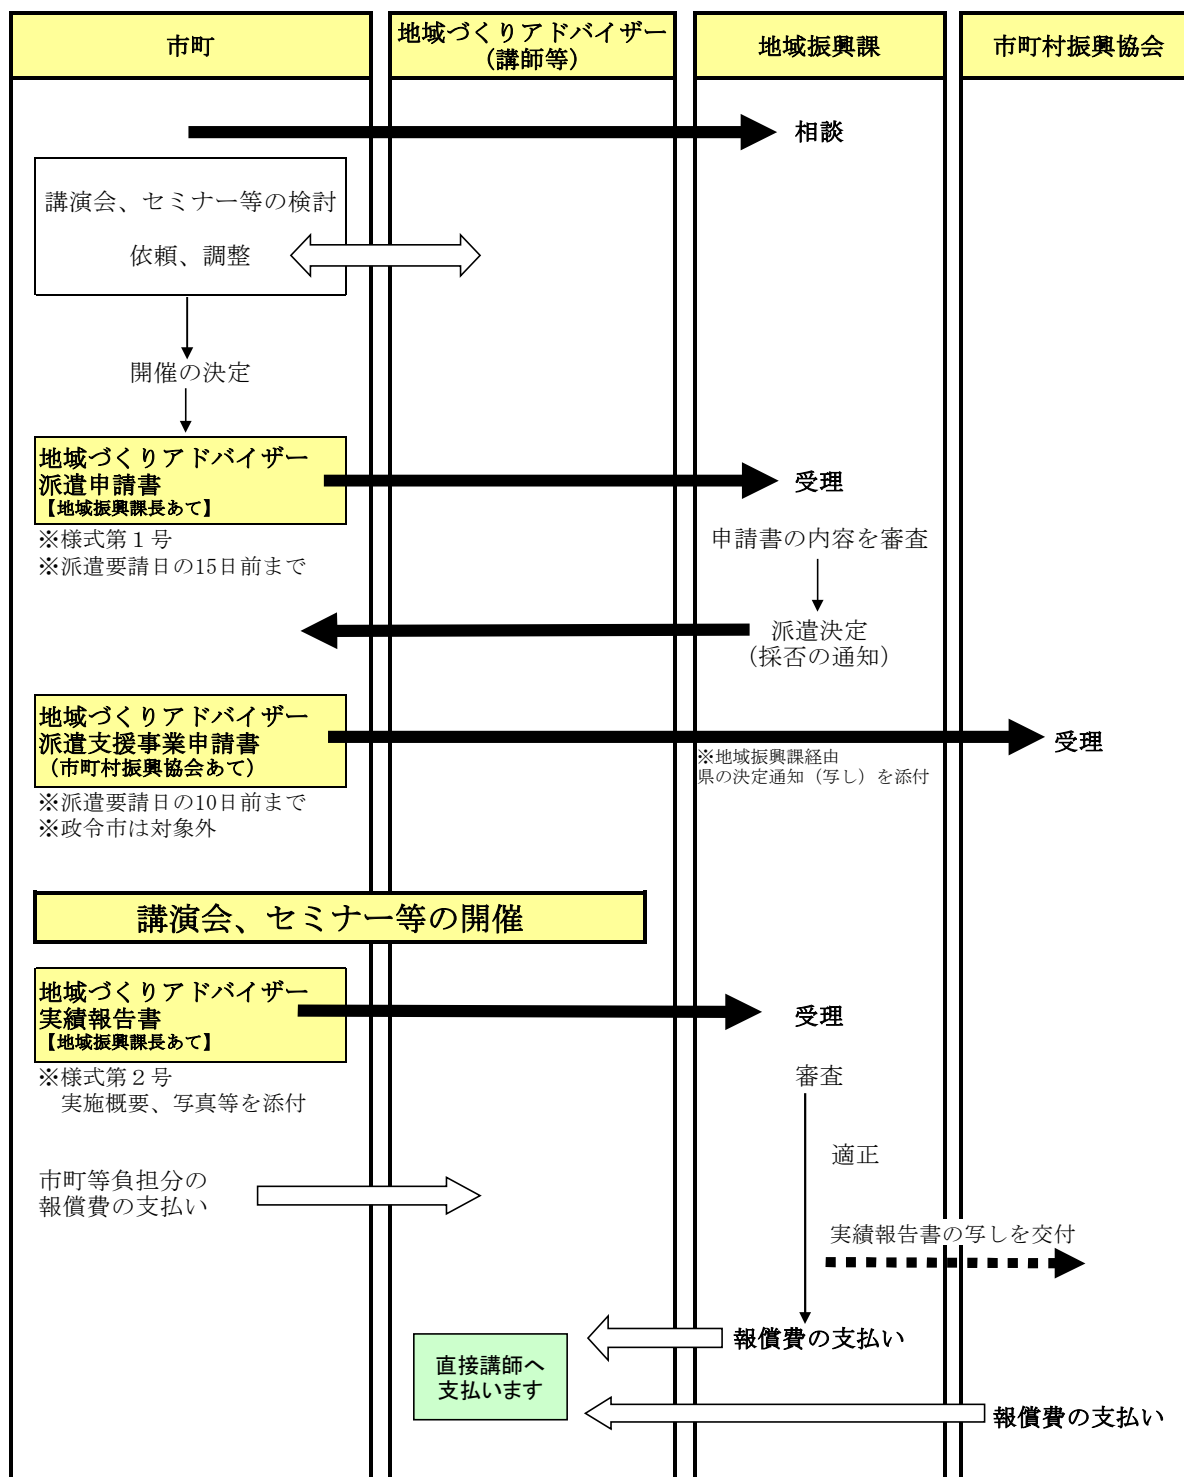 市町
地域づくりアドバイザー
(講師等)
地域振興課
市町村振興協会
相談
講演会、セミナー等の検討
依頼、調整
開催の決定
地域づくりアドバイザー
派遣申請書
【地域振興課長あて】
受理
※様式第１号
※派遣要請日の15日前まで
申請書の内容を審査
派遣決定
（採否の通知）
地域づくりアドバイザー
派遣支援事業申請書
（市町村振興協会あて）
受理
※地域振興課経由
県の決定通知（写し）を添付
※派遣要請日の10日前まで
※政令市は対象外
講演会、セミナー等の開催
地域づくりアドバイザー
実績報告書
【地域振興課長あて】
受理
※様式第２号
実施概要、写真等を添付
審査
適正
市町等負担分の
報償費の支払い
実績報告書の写しを交付
報償費の支払い
直接講師へ
支払います
報償費の支払い